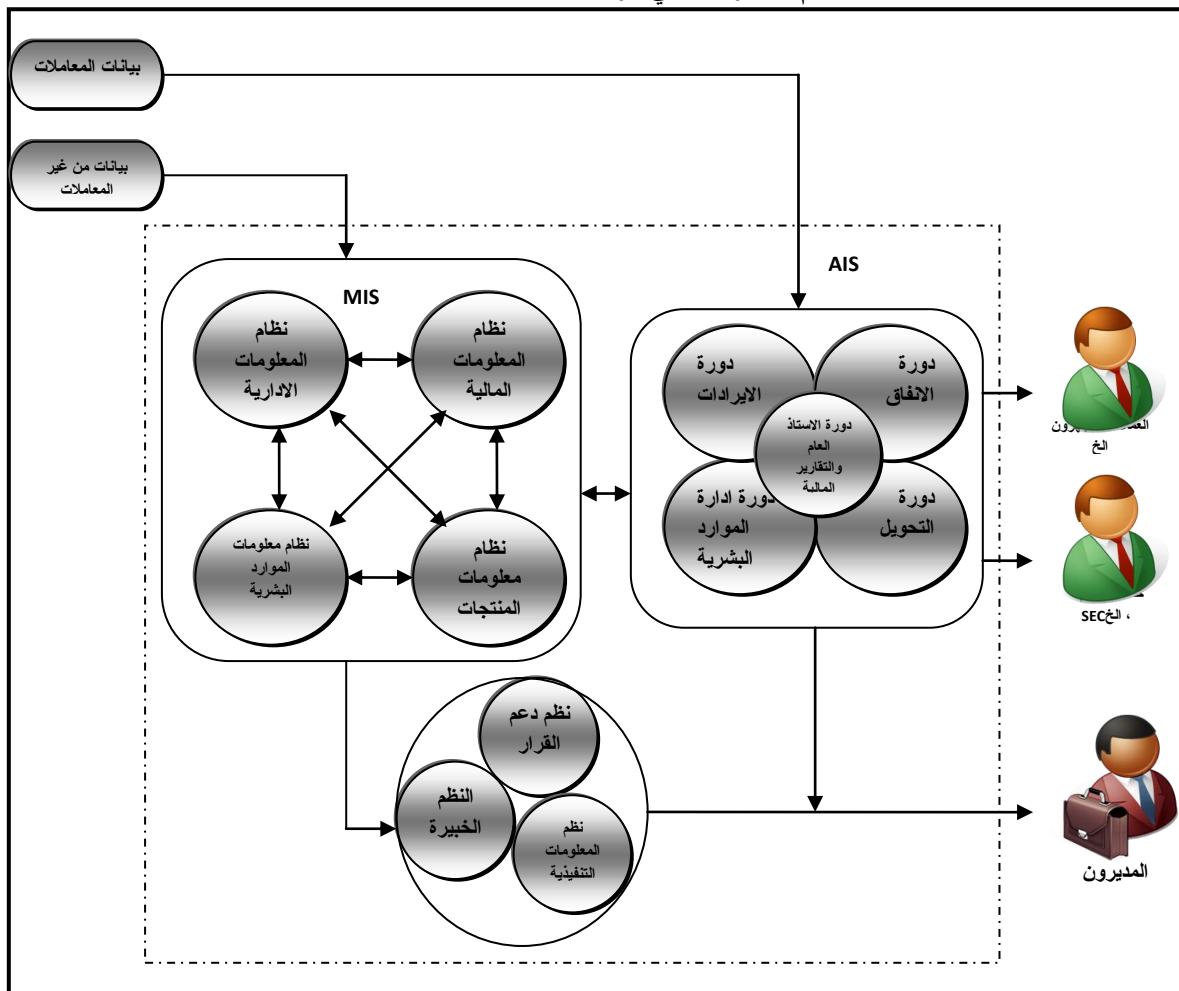 بيانات المعاملات
بيانات من غير
المعاملات
MIS
AIS
نظام
المعلومات
الادارية
نظام
المعلومات
المالية
نظام معلومات
الموارد
البشرية
نظام
معلومات
المنتجات
دورة
الايرادات
دورة
الانفاق
دورة الاستاذ
العام
والتقارير
المالية
دورة ادارة
الموارد
البشرية
دورة
التحويل
الخ
، الخSEC
نظم دعم
القرار
النظم
الخبيرة
نظم
المعلومات
التنفيذية
المديرون